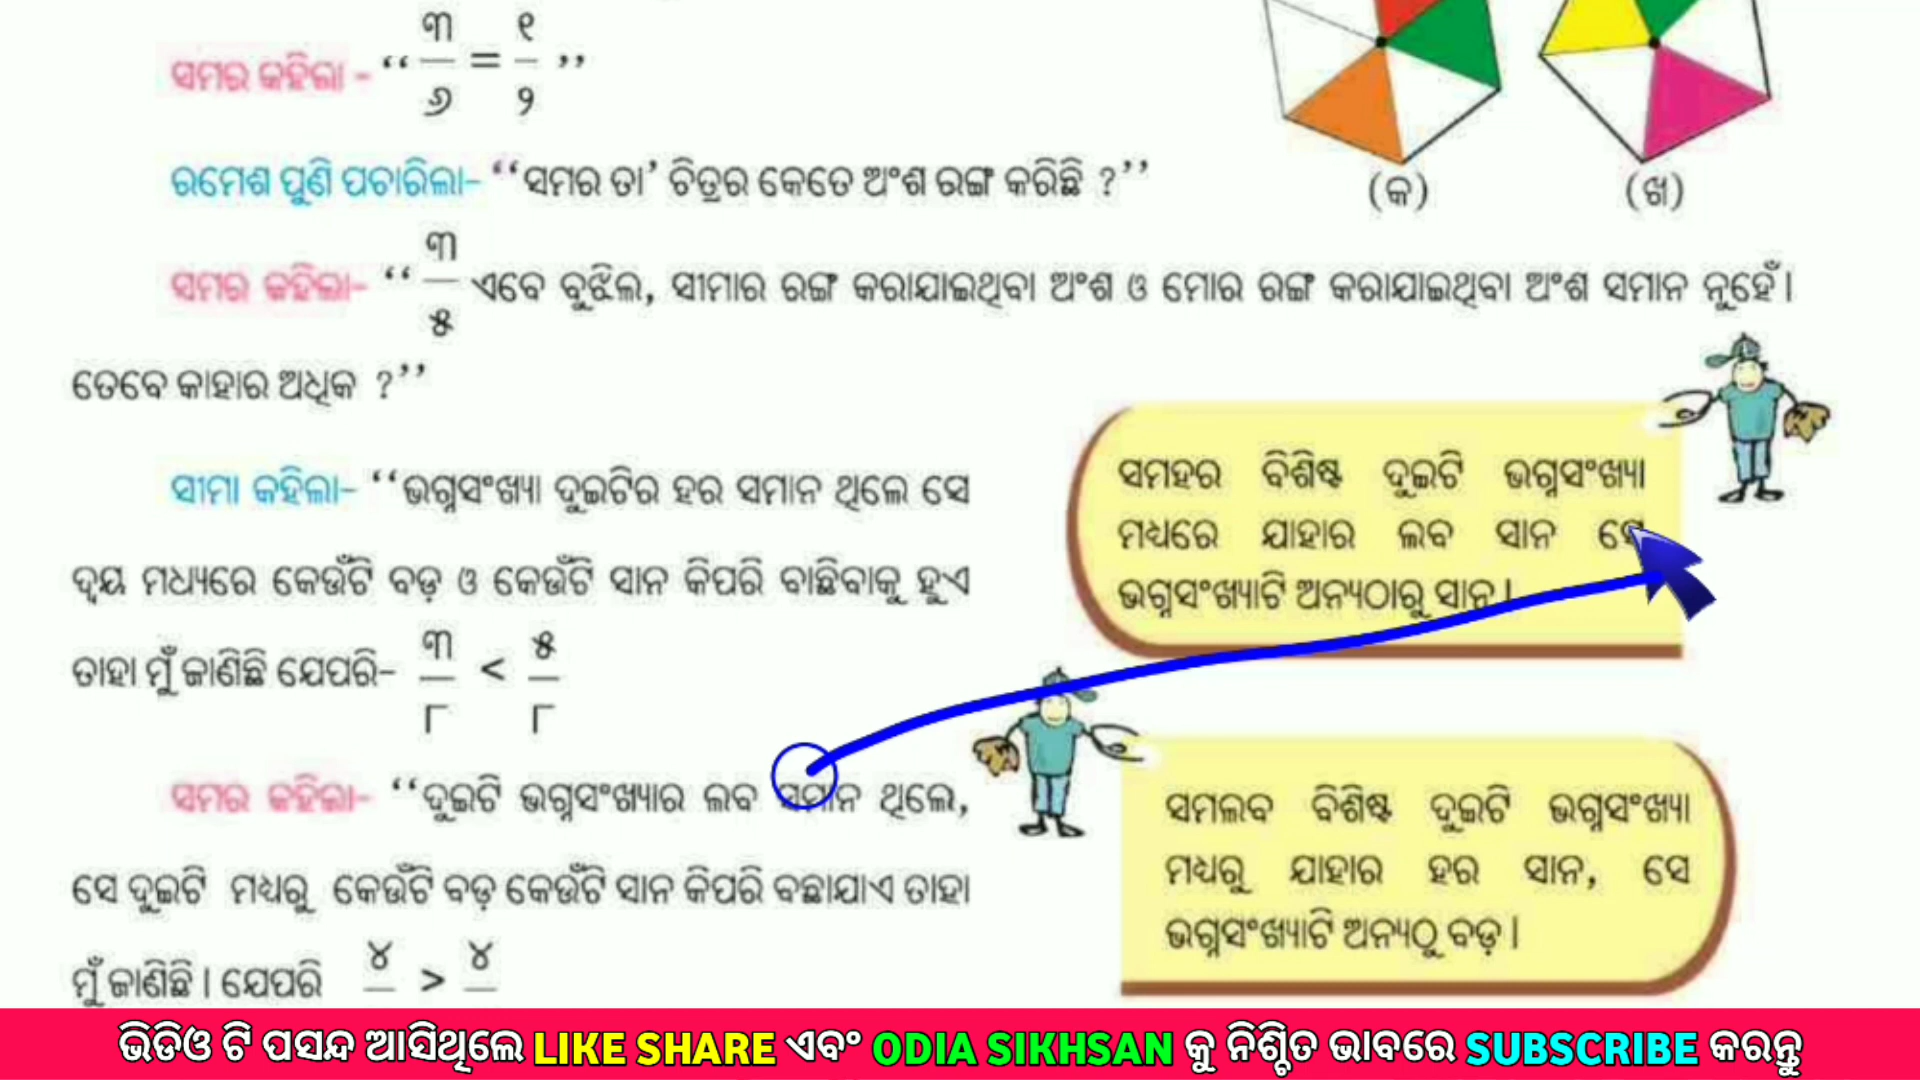 ସମର କହିଲା - ‘‘ ୩/୬ = ୧/୨ ’’
ରମେଶ ପୁଣି ପଚାରିଲା- ‘‘ସମର ତା’ ଚିତ୍ରର କେତେ ଅଂଶ ରଙ୍ଗ କରିଛି ?’’
(କ) (ଖ)
ସମର କହିଲା- ‘‘ ୩/୫ ଏବେ ବୁଝିଲ, ସୀମାର ରଙ୍ଗ କରାଯାଇଥିବା ଅଂଶ ଓ ମୋର ରଙ୍ଗ କରାଯାଇଥିବା ଅଂଶ ସମାନ ନୁହେଁ।
ତେବେ କାହାର ଅଧିକ ?’’
ସୀମା କହିଲା- ‘‘ଭଗ୍ନସଂଖ୍ୟା ଦୁଇଟିର ହର ସମାନ ଥିଲେ ସେ
ଦ୍ୱୟ ମଧ୍ୟରେ କେଉଁଟି ବଡ଼ ଓ କେଉଁଟି ସାନ କିପରି ବାଛିବାକୁ ହୁଏ
ତାହା ମୁଁ ଜାଣିଛି ଯେପରି- ୩/୮ < ୫/୮
ସମର କହିଲା- ‘‘ଦୁଇଟି ଭଗ୍ନସଂଖ୍ୟାର ଲବ ସମାନ ଥିଲେ,
ସେ ଦୁଇଟି ମଧ୍ୟରୁ କେଉଁଟି ବଡ଼ କେଉଁଟି ସାନ କିପରି ବଛାଯାଏ ତାହା
ମୁଁ ଜାଣିଛି। ଯେପରି ୪ > ୪
ସମହର ବିଶିଷ୍ଟ ଦୁଇଟି ଭଗ୍ନସଂଖ୍ୟା
ମଧ୍ୟରେ ଯାହାର ଲବ ସାନ ସେ
ଭଗ୍ନସଂଖ୍ୟାଟି ଅନ୍ୟଠାରୁ ସାନ।
ସମଲବ ବିଶିଷ୍ଟ ଦୁଇଟି ଭଗ୍ନସଂଖ୍ୟା
ମଧ୍ୟରୁ ଯାହାର ହର ସାନ, ସେ
ଭଗ୍ନସଂଖ୍ୟାଟି ଅନ୍ୟଠୁ ବଡ଼।
ଭିଡିଓ ଟି ପସନ୍ଦ ଆସିଥିଲେ LIKE SHARE ଏବଂ ODIA SIKHSAN କୁ ନିଶ୍ଚିତ ଭାବରେ SUBSCRIBE କରନ୍ତୁ